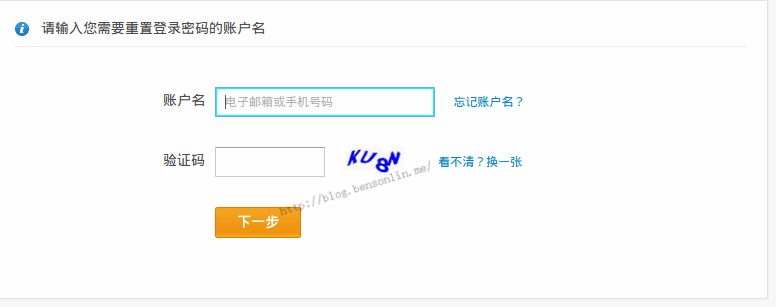 请输入您需要重置登录密码的账户名
账户名 电子邮箱或手机号码 忘记账户名？
验证码 KU8N 看不清？换一张
http://blog.bensonlin.me/
下一步